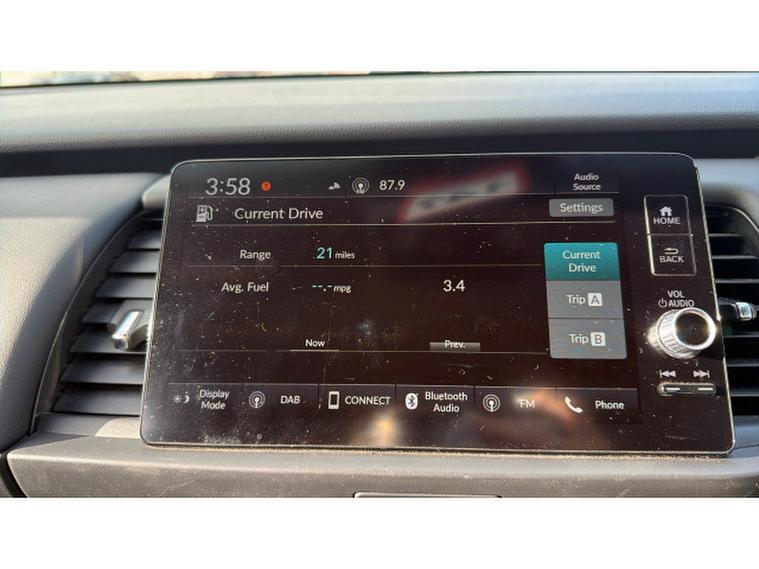 3:58
87.9
Audio
Source
Current Drive
Settings
HOME
Range 21 miles
Current
Drive
BACK
Avg. Fuel --.- mpg 3.4
Trip A
VOL
AUDIO
Now
Prev.
Trip B
Display
Mode
DAB
CONNECT
Bluetooth
Audio
FM
Phone